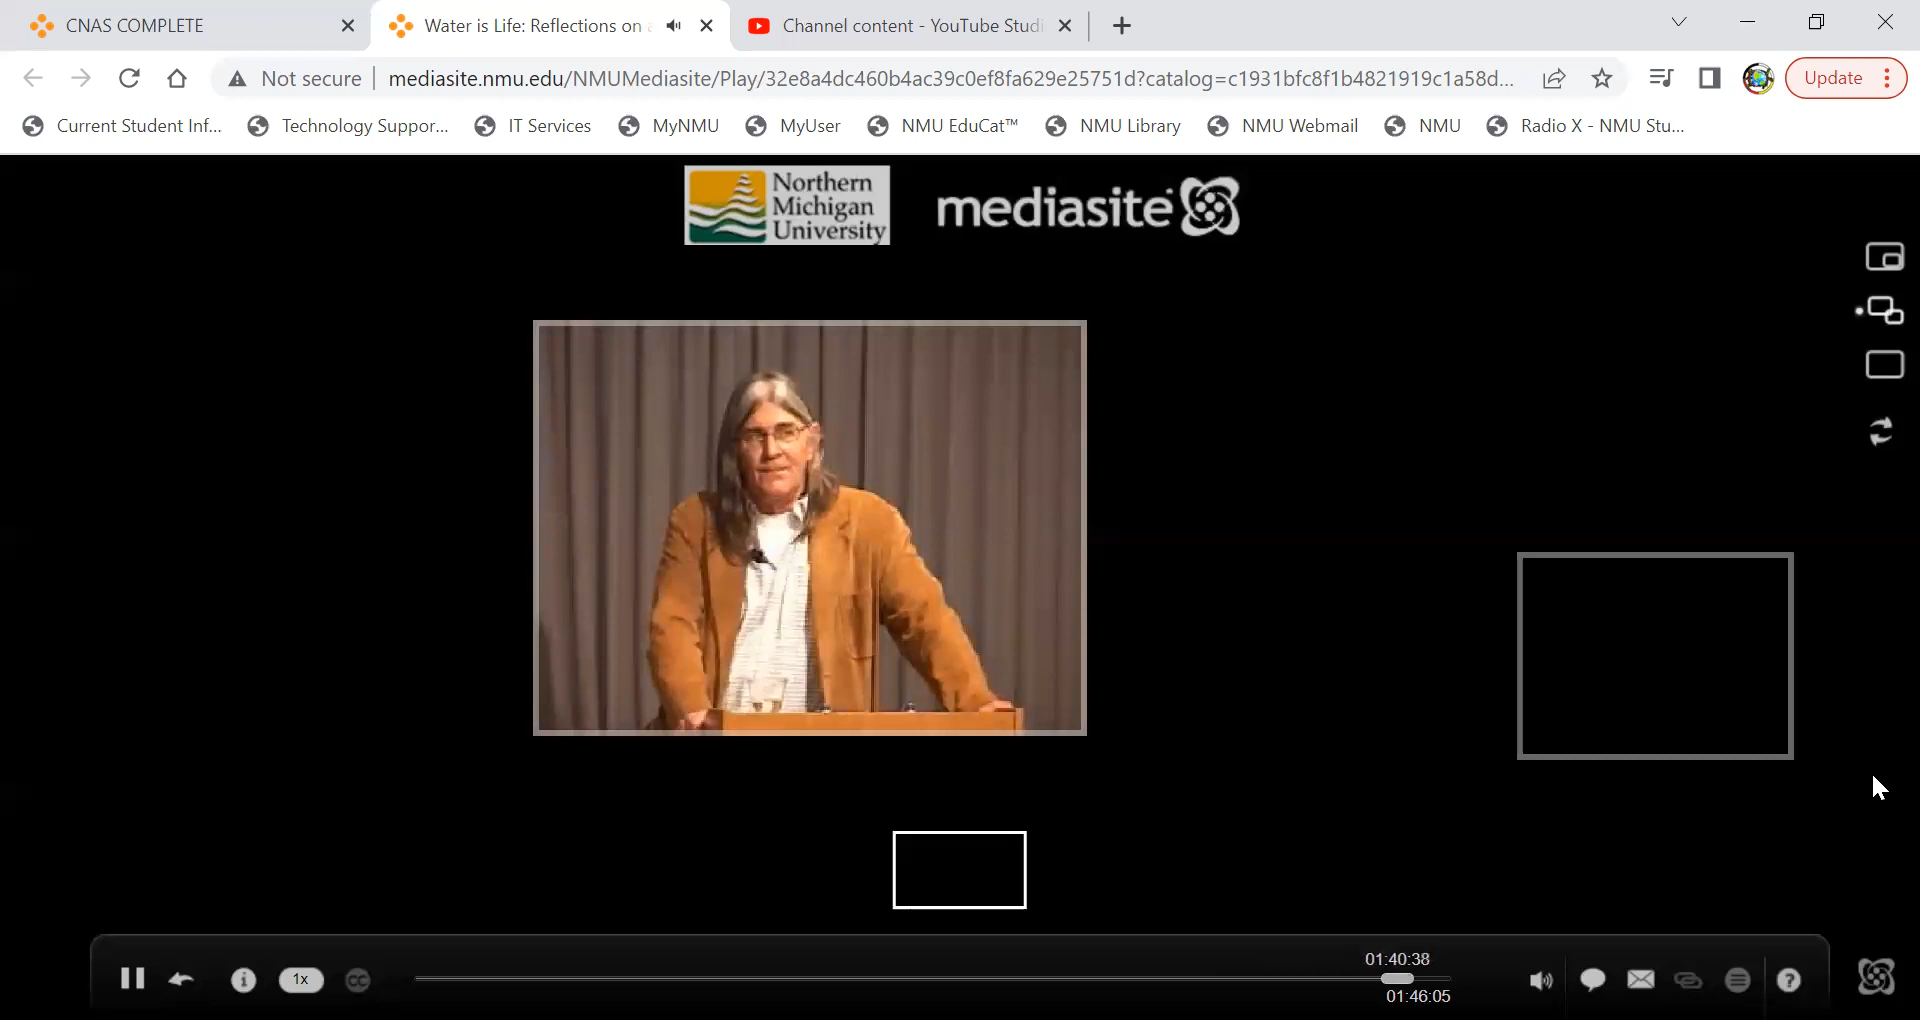 CNAS COMPLETE
Water is Life: Reflections on
Channel content - YouTube Studi
Not secure
mediasite.nmu.edu/NMUMediasite/Play/32e8a4dc460b4ac39c0ef8fa629e25751d?catalog=c1931bfc8f1b4821919c1a58d...
Update
Current Student Inf...
Technology Suppor...
IT Services
MyNMU
MyUser
NMU EduCat™
NMU Library
NMU Webmail
NMU
Radio X - NMU Stu...
Northern
Michigan
University
mediasite
01:40:38
1x
CC
01:46:05